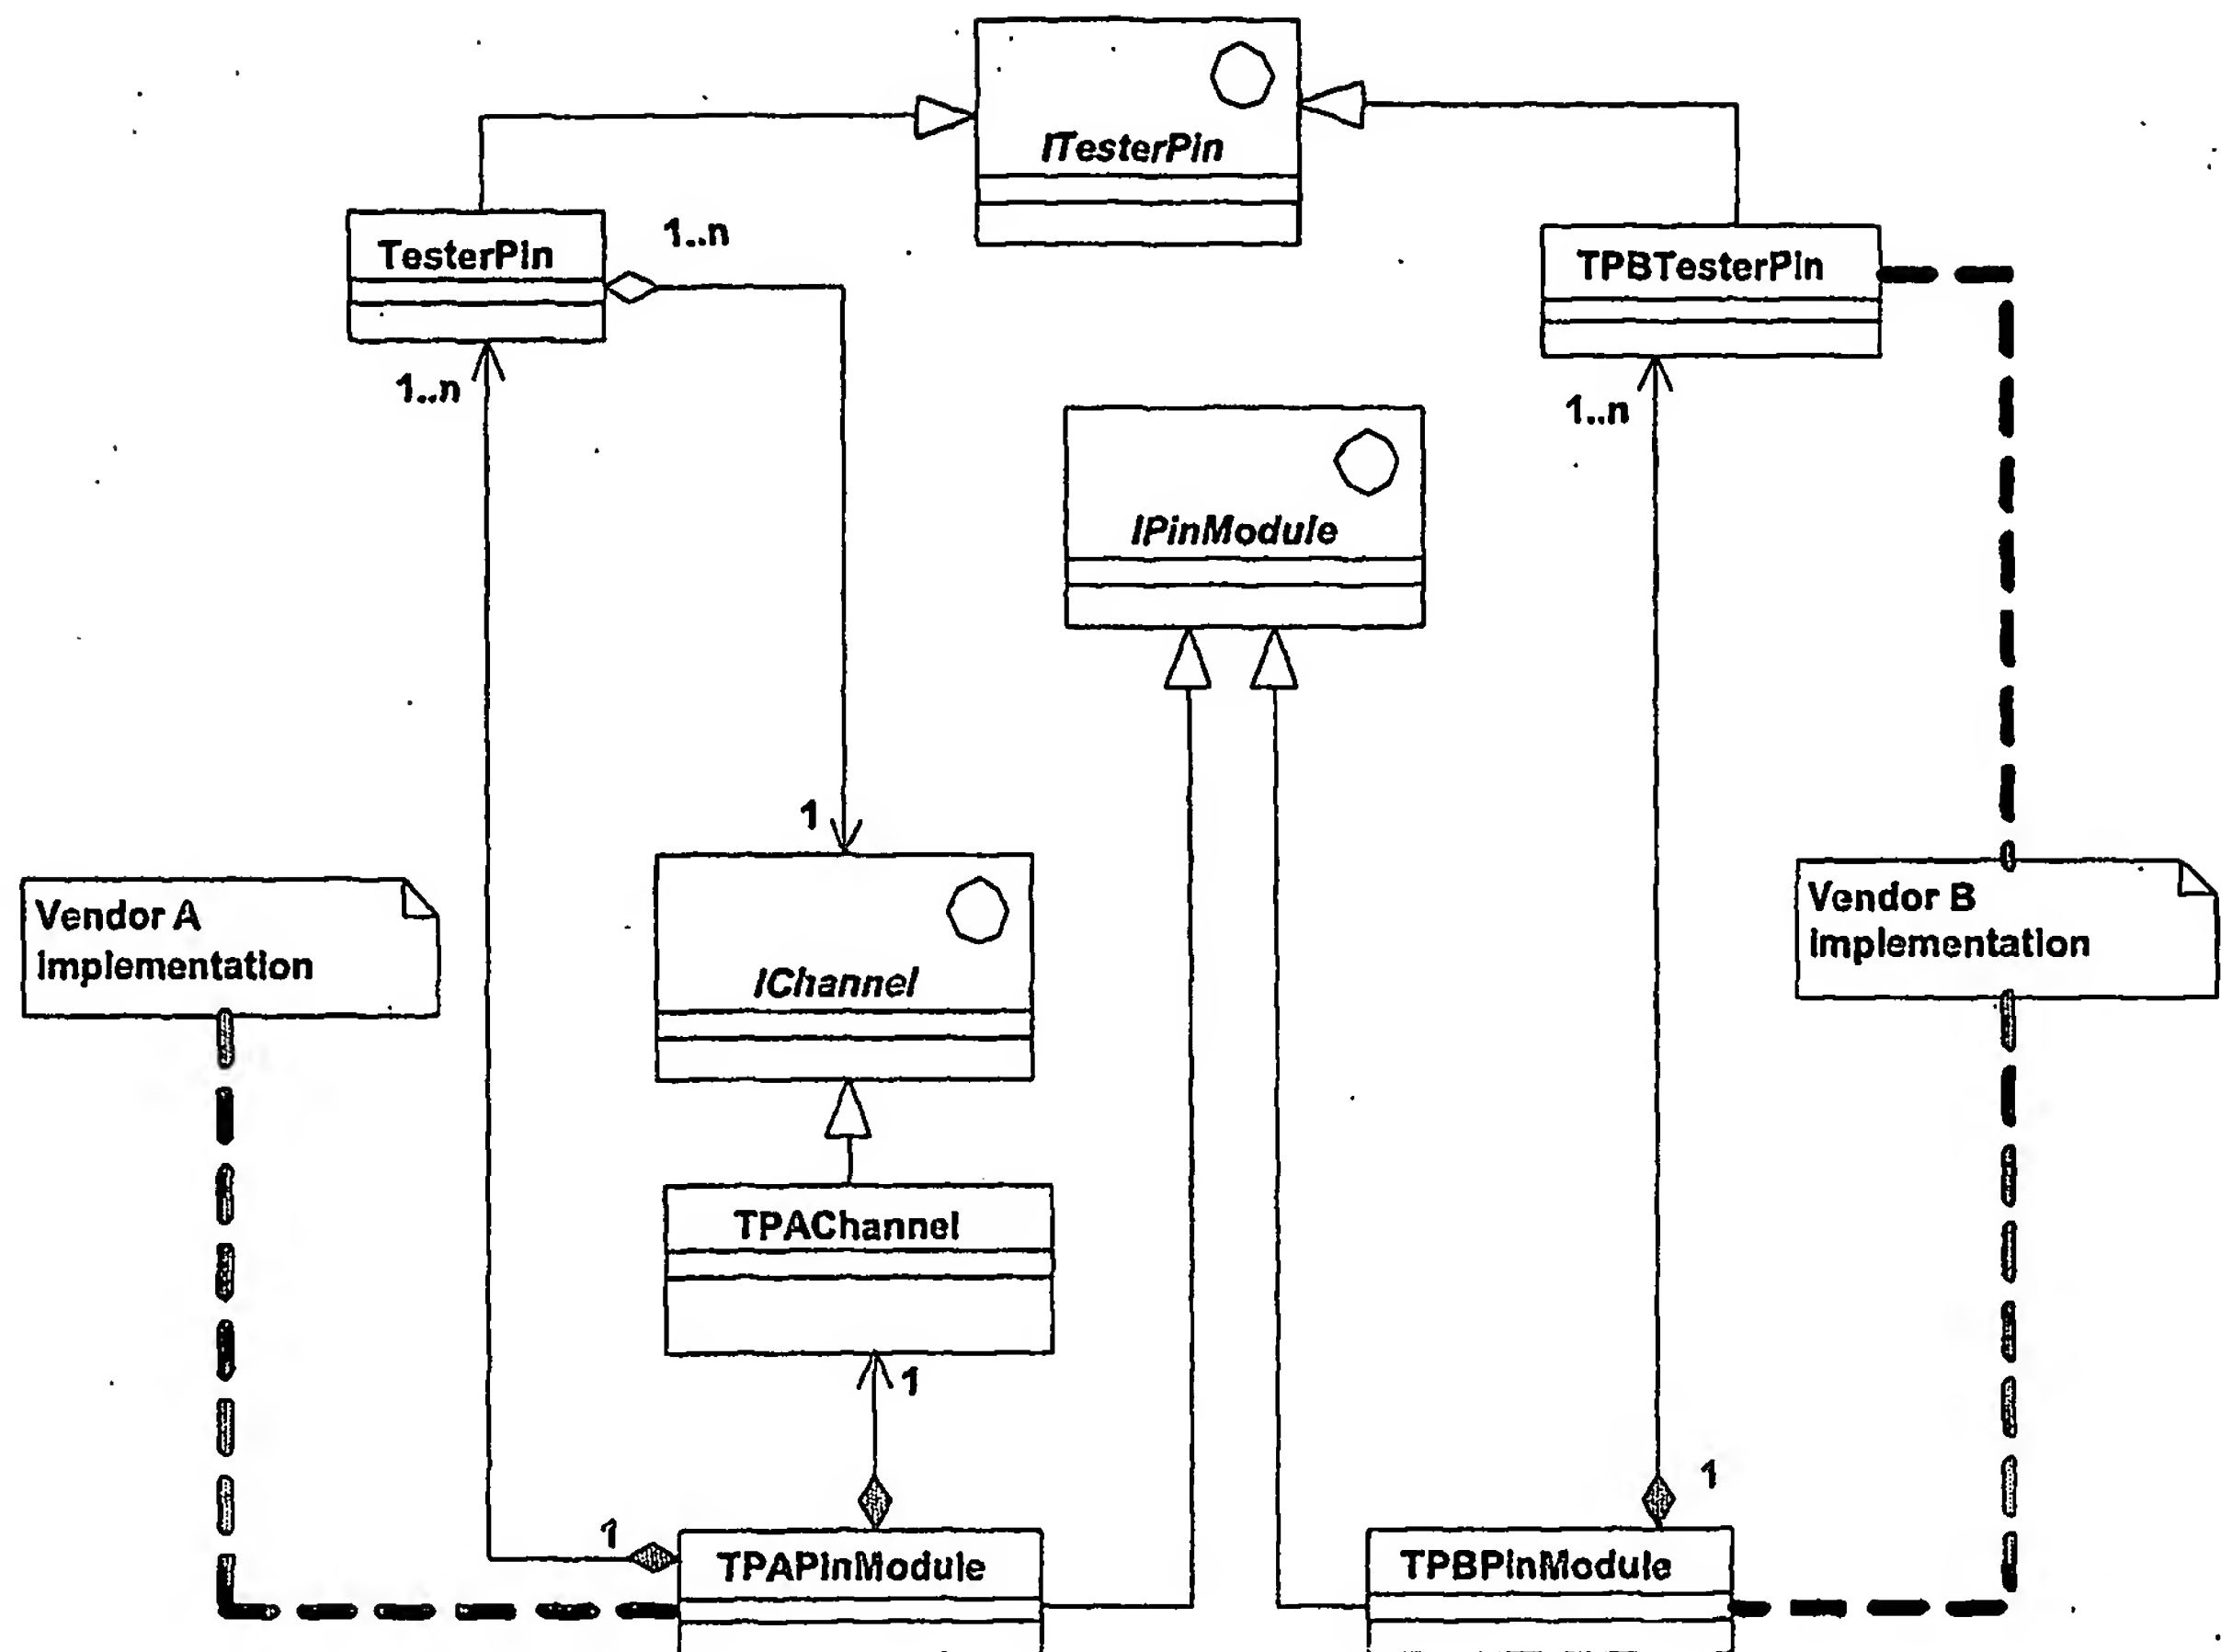 ITesterPin
TesterPin
1..n
TPBTesterPin
1..n
1..n
IPinModule
1
Vendor A
Implementation
Vendor B
Implementation
IChannel
TPAChannel
1
1
1
TPAPinModule
TPBPinModule